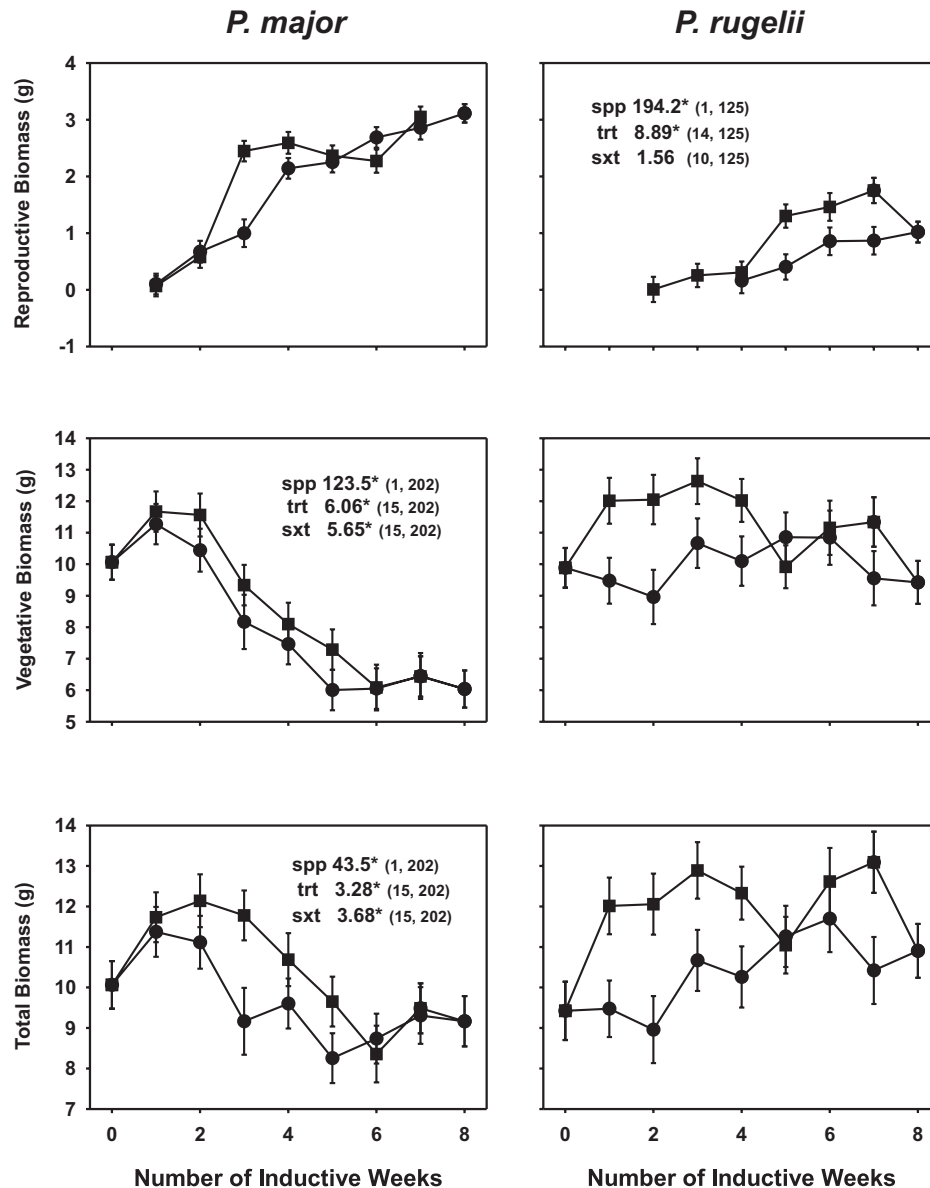 P. major
P. rugelii
Reproductive Biomass (g)
4
3
2
1
0
-1
spp 194.2* (1, 125)
trt 8.89* (14, 125)
sxt 1.56 (10, 125)
Vegetative Biomass (g)
14
13
12
11
10
9
8
7
6
5
spp 123.5* (1, 202)
trt 6.06* (15, 202)
sxt 5.65* (15, 202)
Total Biomass (g)
14
13
12
11
10
9
8
7
spp 43.5* (1, 202)
trt 3.28* (15, 202)
sxt 3.68* (15, 202)
0 2 4 6 8
0 2 4 6 8
Number of Inductive Weeks
Number of Inductive Weeks